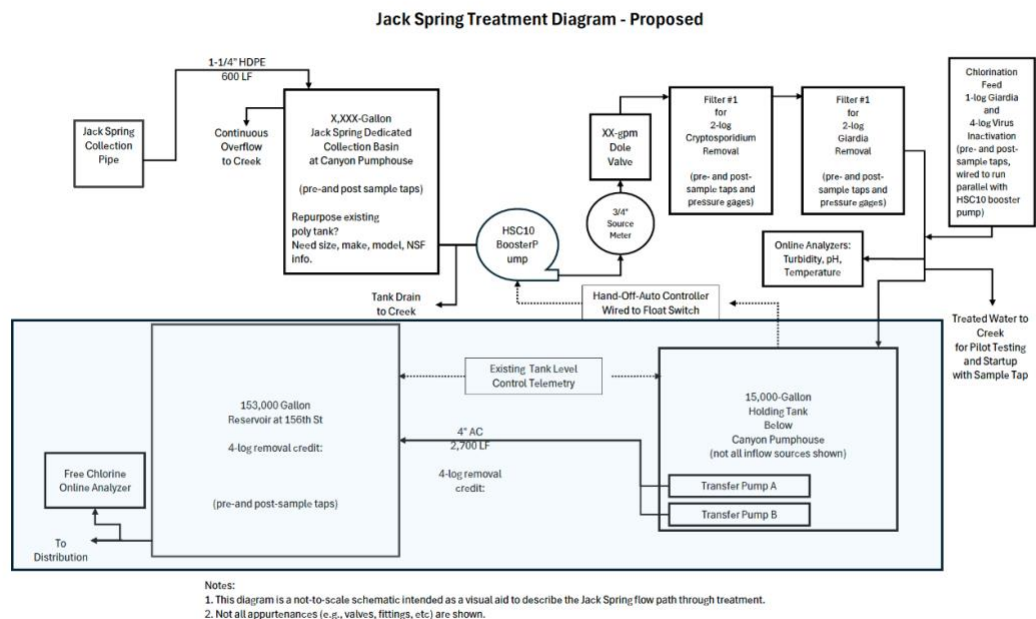 Jack Spring Treatment Diagram - Proposed
1-1/4" HDPE
600 LF
Jack Spring
Collection
Pipe
Continuous
Overflow
to Creek
X,XXX-Gallon
Jack Spring Dedicated
Collection Basin
at Canyon Pumphouse
(pre-and post sample taps)
Repurpose existing
poly tank?
Need size, make, model, NSF
info.
Tank Drain
to Creek
HSC10
BoosterP
ump
3/4"
Source
Meter
XX-gpm
Dole
Valve
Filter #1
for
2-log
Cryptosporidium
Removal
(pre- and post-
sample taps and
pressure gages)
Filter #1
for
2-log
Giardia
Removal
(pre- and post-
sample taps and
pressure gages)
Chlorination
Feed
1-log Giardia
and
4-log Virus
Inactivation
(pre- and post-
sample taps,
wired to run
parallel with
HSC10 booster
pump)
Online Analyzers:
Turbidity, pH,
Temperature
Treated Water to
Creek
for Pilot Testing
and Startup
with Sample Tap
Hand-Off-Auto Controller
Wired to Float Switch
Existing Tank Level
Control Telemetry
153,000 Gallon
Reservoir at 156th St
4-log removal credit:
(pre-and post-sample taps)
4" AC
2,700 LF
4-log removal
credit:
15,000-Gallon
Holding Tank
Below
Canyon Pumphouse
(not all inflow sources shown)
Transfer Pump A
Transfer Pump B
Free Chlorine
Online Analyzer
To
Distribution
Notes:
1. This diagram is a not-to-scale schematic intended as a visual aid to describe the Jack Spring flow path through treatment.
2. Not all appurtenances (e.g., valves, fittings, etc) are shown.